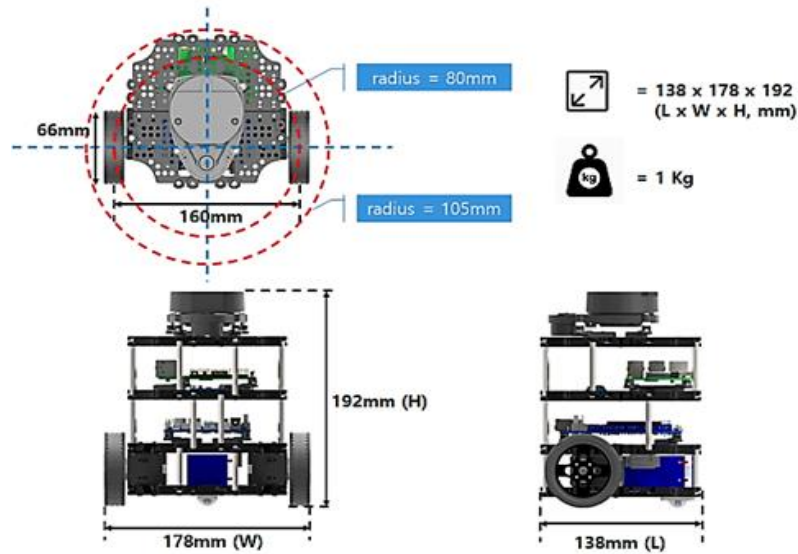 radius = 80mm
= 138 x 178 x 192
(L x W x H, mm)
66mm
kg
= 1 Kg
160mm
radius = 105mm
192mm (H)
178mm (W)
138mm (L)